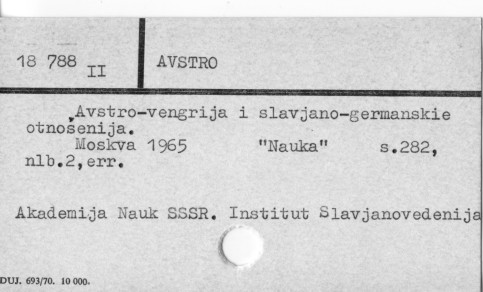 18 788 II AVSTRO
Avstro-vengrija i slavjano-germanskie
otnosenija.
Moskva 1965 "Nauka" s.282,
nlb.2,err.
Akademija Nauk SSSR. Institut Slavjanovedenija
DUJ. 693/70. 10 000.